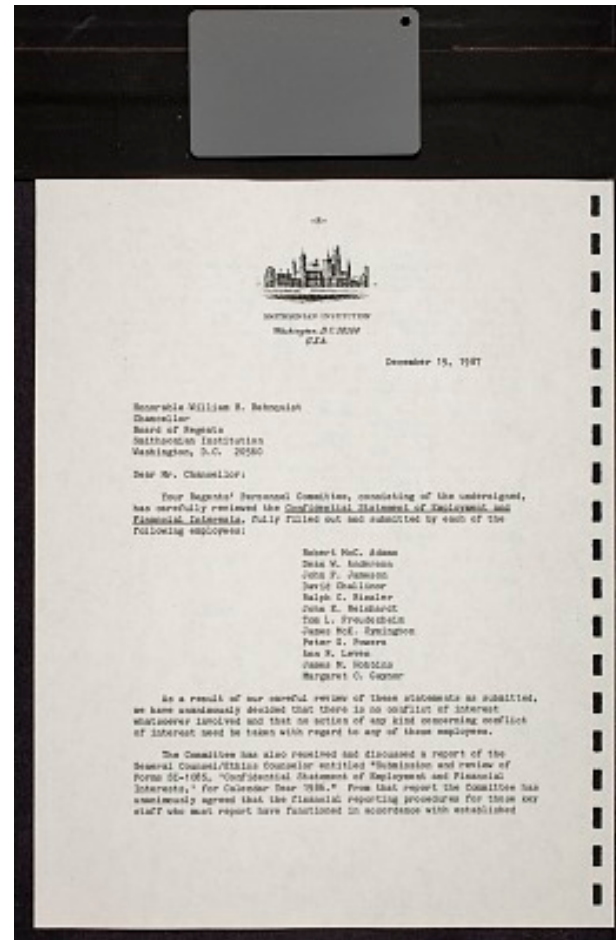 SMITHSONIAN INSTITUTION
Washington, D.C. 20560
U.S.A.
December 15, 1987
Honorable William H. Rehnquist
Chancellor
Board of Regents
Smithsonian Institution
Washington, D.C. 20560
Dear Mr. Chancellor:
Your Regents' Personnel Committee, consisting of the undersigned,
has carefully reviewed the Confidential Statement of Employment and
Financial Interests, fully filled out and submitted by each of the
following employees:
Robert McC. Adams
Dean W. Anderson
John F. Jameson
David Challinor
Ralph C. Rinzler
John E. Reinhardt
Tom L. Freudenheim
James McK. Symington
Peter G. Powers
Ann R. Leven
James M. Hobbins
Margaret C. Gaynor
As a result of our careful review of these statements as submitted,
we have unanimously decided that there is no conflict of interest
whatsoever involved and that no action of any kind concerning conflict
of interest need be taken with regard to any of those employees.
The Committee has also received and discussed a report of the
General Counsel/Ethics Counselor entitled "Submission and review of
Forms SI-1085, 'Confidential Statement of Employment and Financial
Interests,' for Calendar Year 1986." From that report the Committee has
unanimously agreed that the financial reporting procedures for those key
staff who must report have functioned in accordance with established